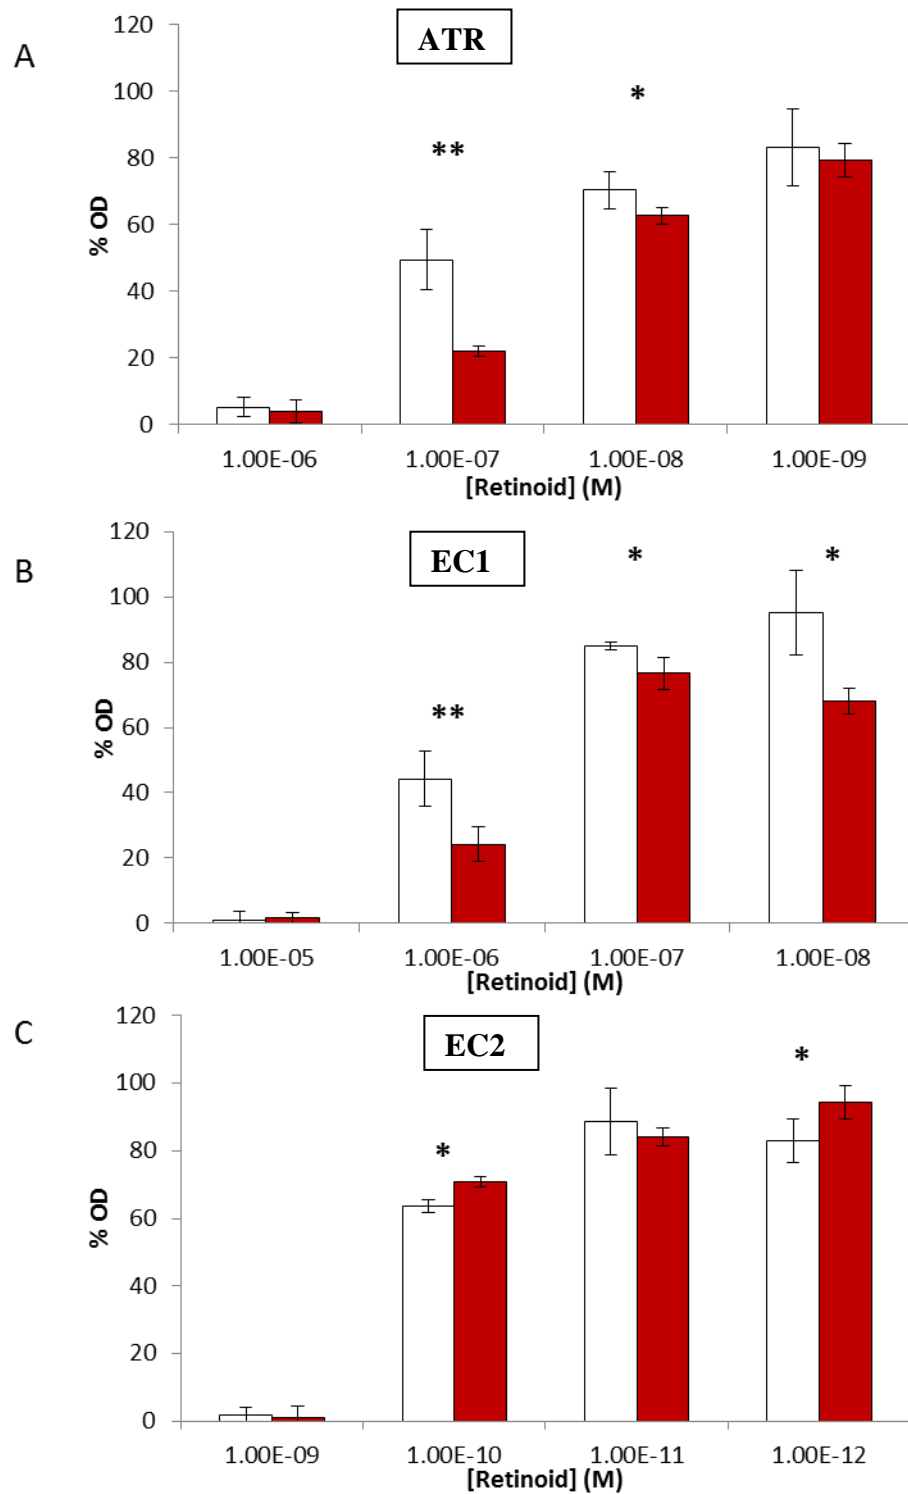 A
ATR
120
100
80
60
40
20
0
% OD
**
*
1.00E-06 1.00E-07 1.00E-08 1.00E-09
[Retinoid] (M)
B
EC1
120
100
80
60
40
20
0
% OD
**
*
*
1.00E-05 1.00E-06 1.00E-07 1.00E-08
[Retinoid] (M)
C
EC2
120
100
80
60
40
20
0
% OD
*
*
1.00E-09 1.00E-10 1.00E-11 1.00E-12
[Retinoid] (M)